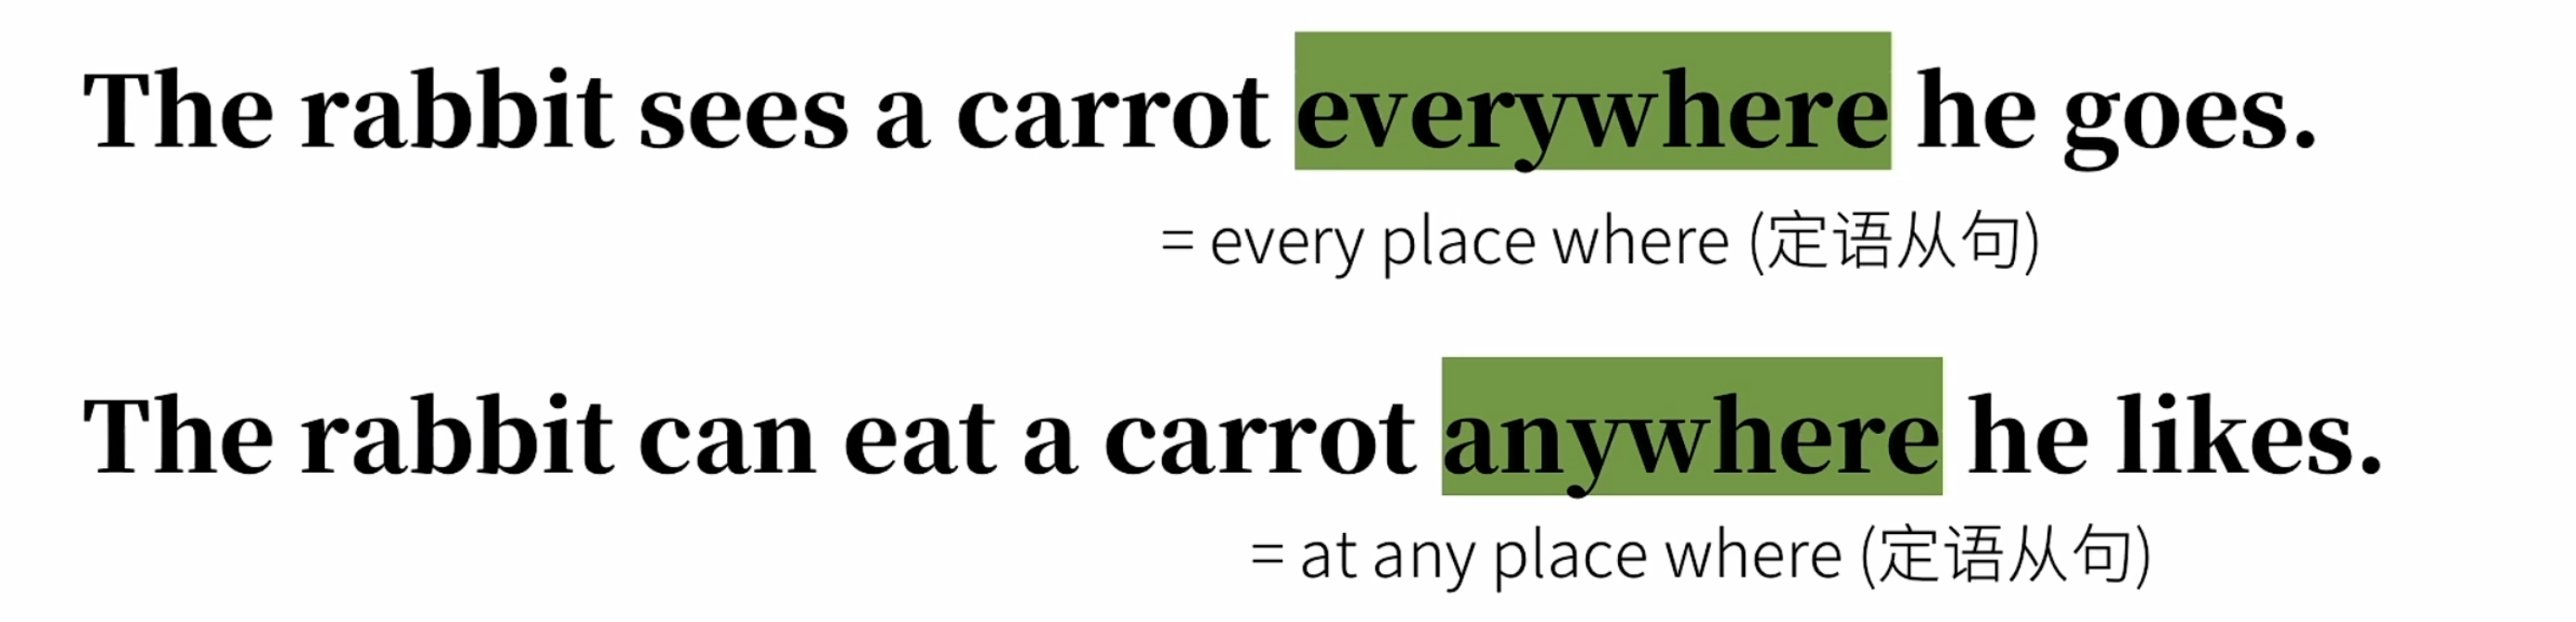 The rabbit sees a carrot everywhere he goes.
= every place where (定语从句)
The rabbit can eat a carrot anywhere he likes.
= at any place where (定语从句)